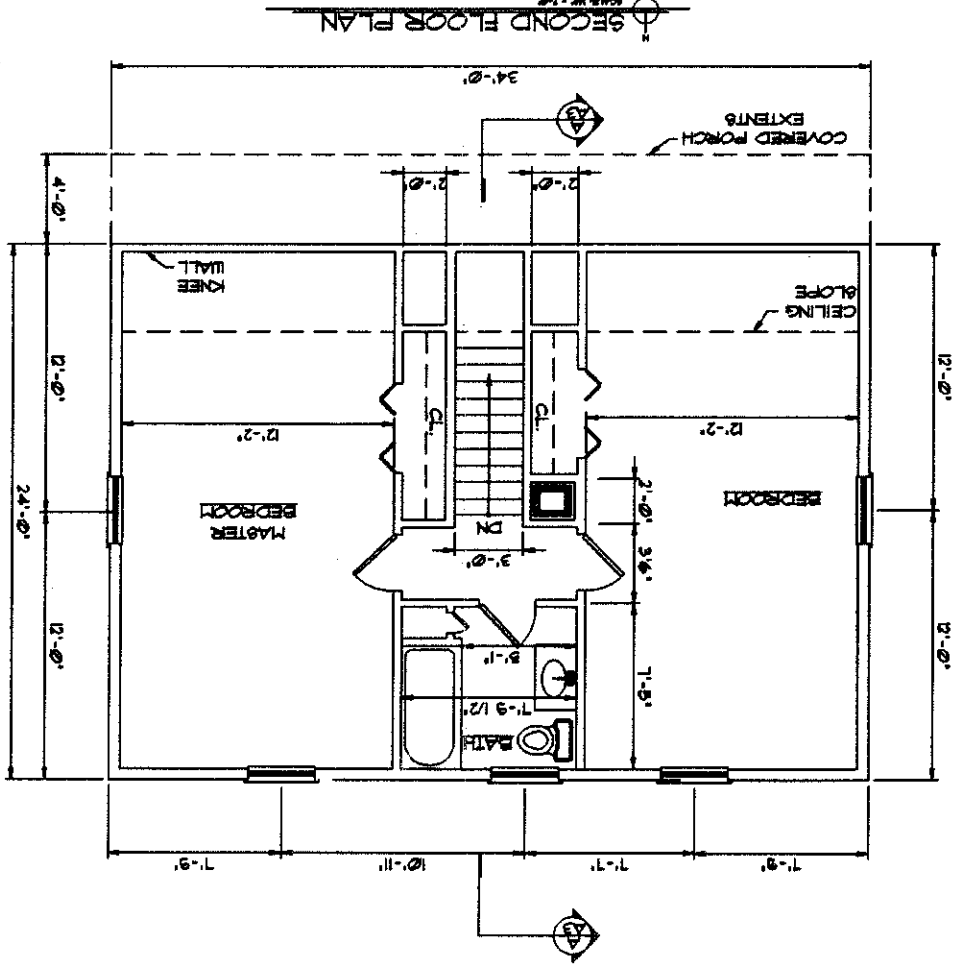 A3
7'-9"
7'-7"
10'-11"
7'-9"
BATH
7'-9 1/2"
5'-1"
7'-5"
12'-0"
12'-0"
3'6"
3'-0"
DN
2'-0"
BEDROOM
MASTER
BEDROOM
24'-0"
12'-2"
CL.
CL.
12'-2"
12'-0"
12'-0"
CEILING
SLOPE
KNEE
WALL
2'-0"
2'-0"
4'-0"
COVERED PORCH
EXTENTS
A3
34'-0"
N
SECOND FLOOR PLAN